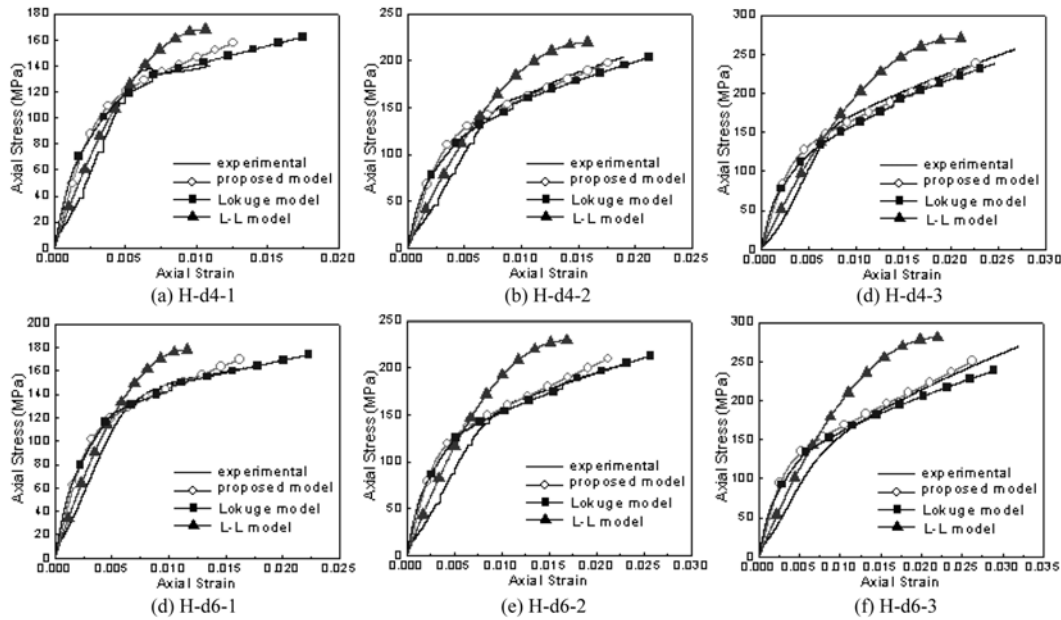 180
160
140
120
100
80
60
40
20
0
Axial Stress (MPa)
experimental
proposed model
Lokuge model
L-L model
0.000 0.005 0.010 0.015 0.020
Axial Strain
(a) H-d4-1
250
200
150
100
50
0
Axial Stress (MPa)
experimental
proposed model
Lokuge model
L-L model
0.000 0.005 0.010 0.015 0.020 0.025
Axial Strain
(b) H-d4-2
300
250
200
150
100
50
0
Axial Stress (MPa)
experimental
proposed model
Lokuge model
L-L model
0.000 0.005 0.010 0.015 0.020 0.025 0.030
Axial Strain
(d) H-d4-3
200
180
160
140
120
100
80
60
40
20
0
Axial Stress (MPa)
experimental
proposed model
Lokuge model
L-L model
0.000 0.005 0.010 0.015 0.020 0.025
Axial Strain
(d) H-d6-1
250
200
150
100
50
0
Axial Stress (MPa)
experimental
proposed model
Lokuge model
L-L model
0.000 0.005 0.010 0.015 0.020 0.025 0.030
Axial Strain
(e) H-d6-2
300
250
200
150
100
50
0
Axial Stress (MPa)
experimental
proposed model
Lokuge model
L-L model
0.000 0.010 0.015 0.020 0.025 0.030
Axial Strain
(f) H-d6-3